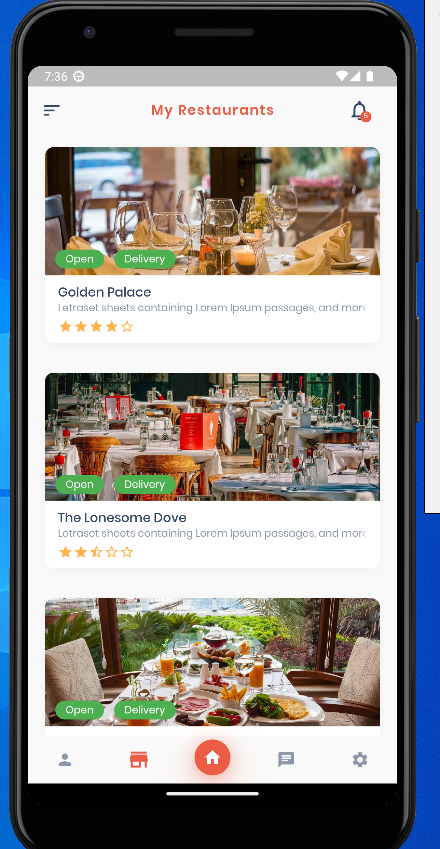 7:36
My Restaurants
5
Open Delivery
Golden Palace
Letraset sheets containing Lorem Ipsum passages, and more
Open Delivery
The Lonesome Dove
Letraset sheets containing Lorem Ipsum passages, and more
Open Delivery